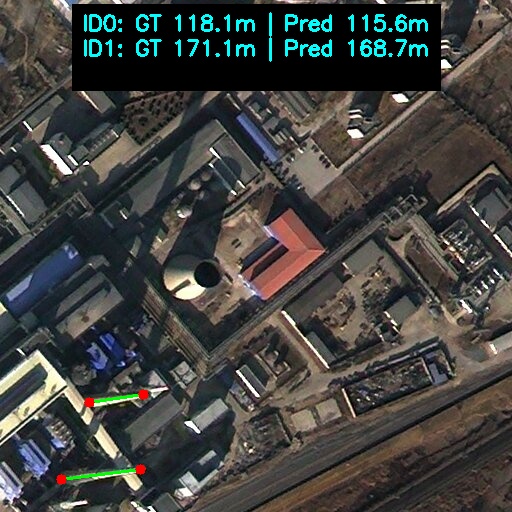 ID0: GT 118.1m | Pred 115.6m
ID1: GT 171.1m | Pred 168.7m